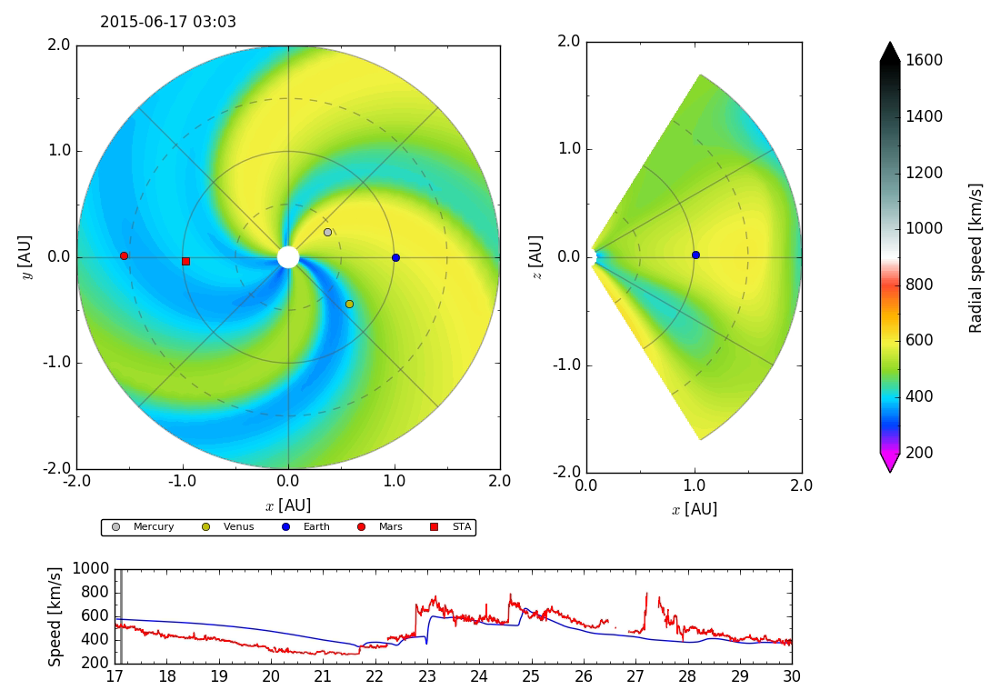 2015-06-17 03:03
2.0
1.0
0.0
-1.0
-2.0
y [AU]
-2.0 -1.0 0.0 1.0 2.0
x [AU]
2.0
1.0
0.0
-1.0
-2.0
z [AU]
0.0 1.0 2.0
x [AU]
1600
1400
1200
1000
800
600
400
200
Radial speed [km/s]
Mercury Venus Earth Mars STA
1000
800
600
400
200
Speed [km/s]
17 18 19 20 21 22 23 24 25 26 27 28 29 30